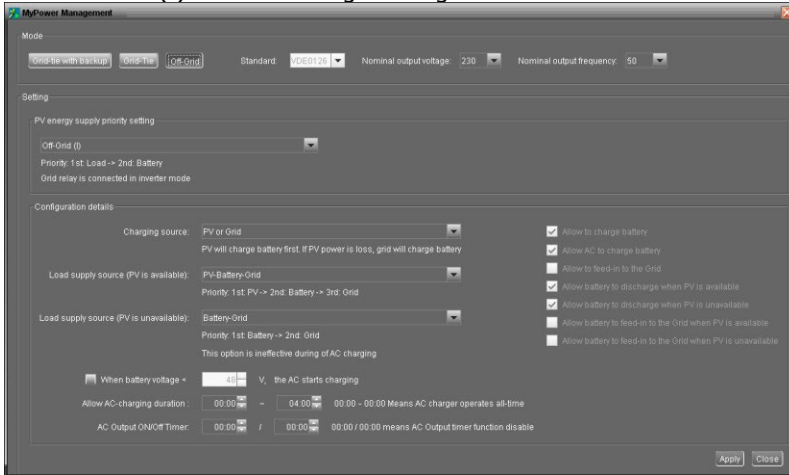 MyPower Management
Mode
Grid-tie with backup Grid-Tie Off-Grid Standard: VDE0126 Nominal output voltage: 230 Nominal output frequency: 50
Setting
PV energy supply priority setting
Off-Grid (I)
Priority: 1st: Load -> 2nd: Battery
Grid relay is connected in inverter mode
Configuration details
Charging source: PV or Grid
PV will charge battery first. If PV power is loss, grid will charge battery
Load supply source (PV is available): PV-Battery-Grid
Priority: 1st: PV -> 2nd: Battery -> 3rd: Grid
Load supply source (PV is unavailable): Battery-Grid
Priority: 1st: Battery -> 2nd: Grid
This option is ineffective during of AC charging
When battery voltage < 48 V, the AC starts charging
Allow AC-charging duration : 00:00 – 04:00 00:00 – 00:00 Means AC charger operates all-time
AC Output ON/Off Timer: 00:00 / 00:00 00:00 / 00:00 means AC Output timer function disable
Allow to charge battery
Allow AC to charge battery
Allow to feed-in to the Grid
Allow battery to discharge when PV is available
Allow battery to discharge when PV is unavailable
Allow battery to feed-in to the Grid when PV is available
Allow battery to feed-in to the Grid when PV is unavailable
Apply Close